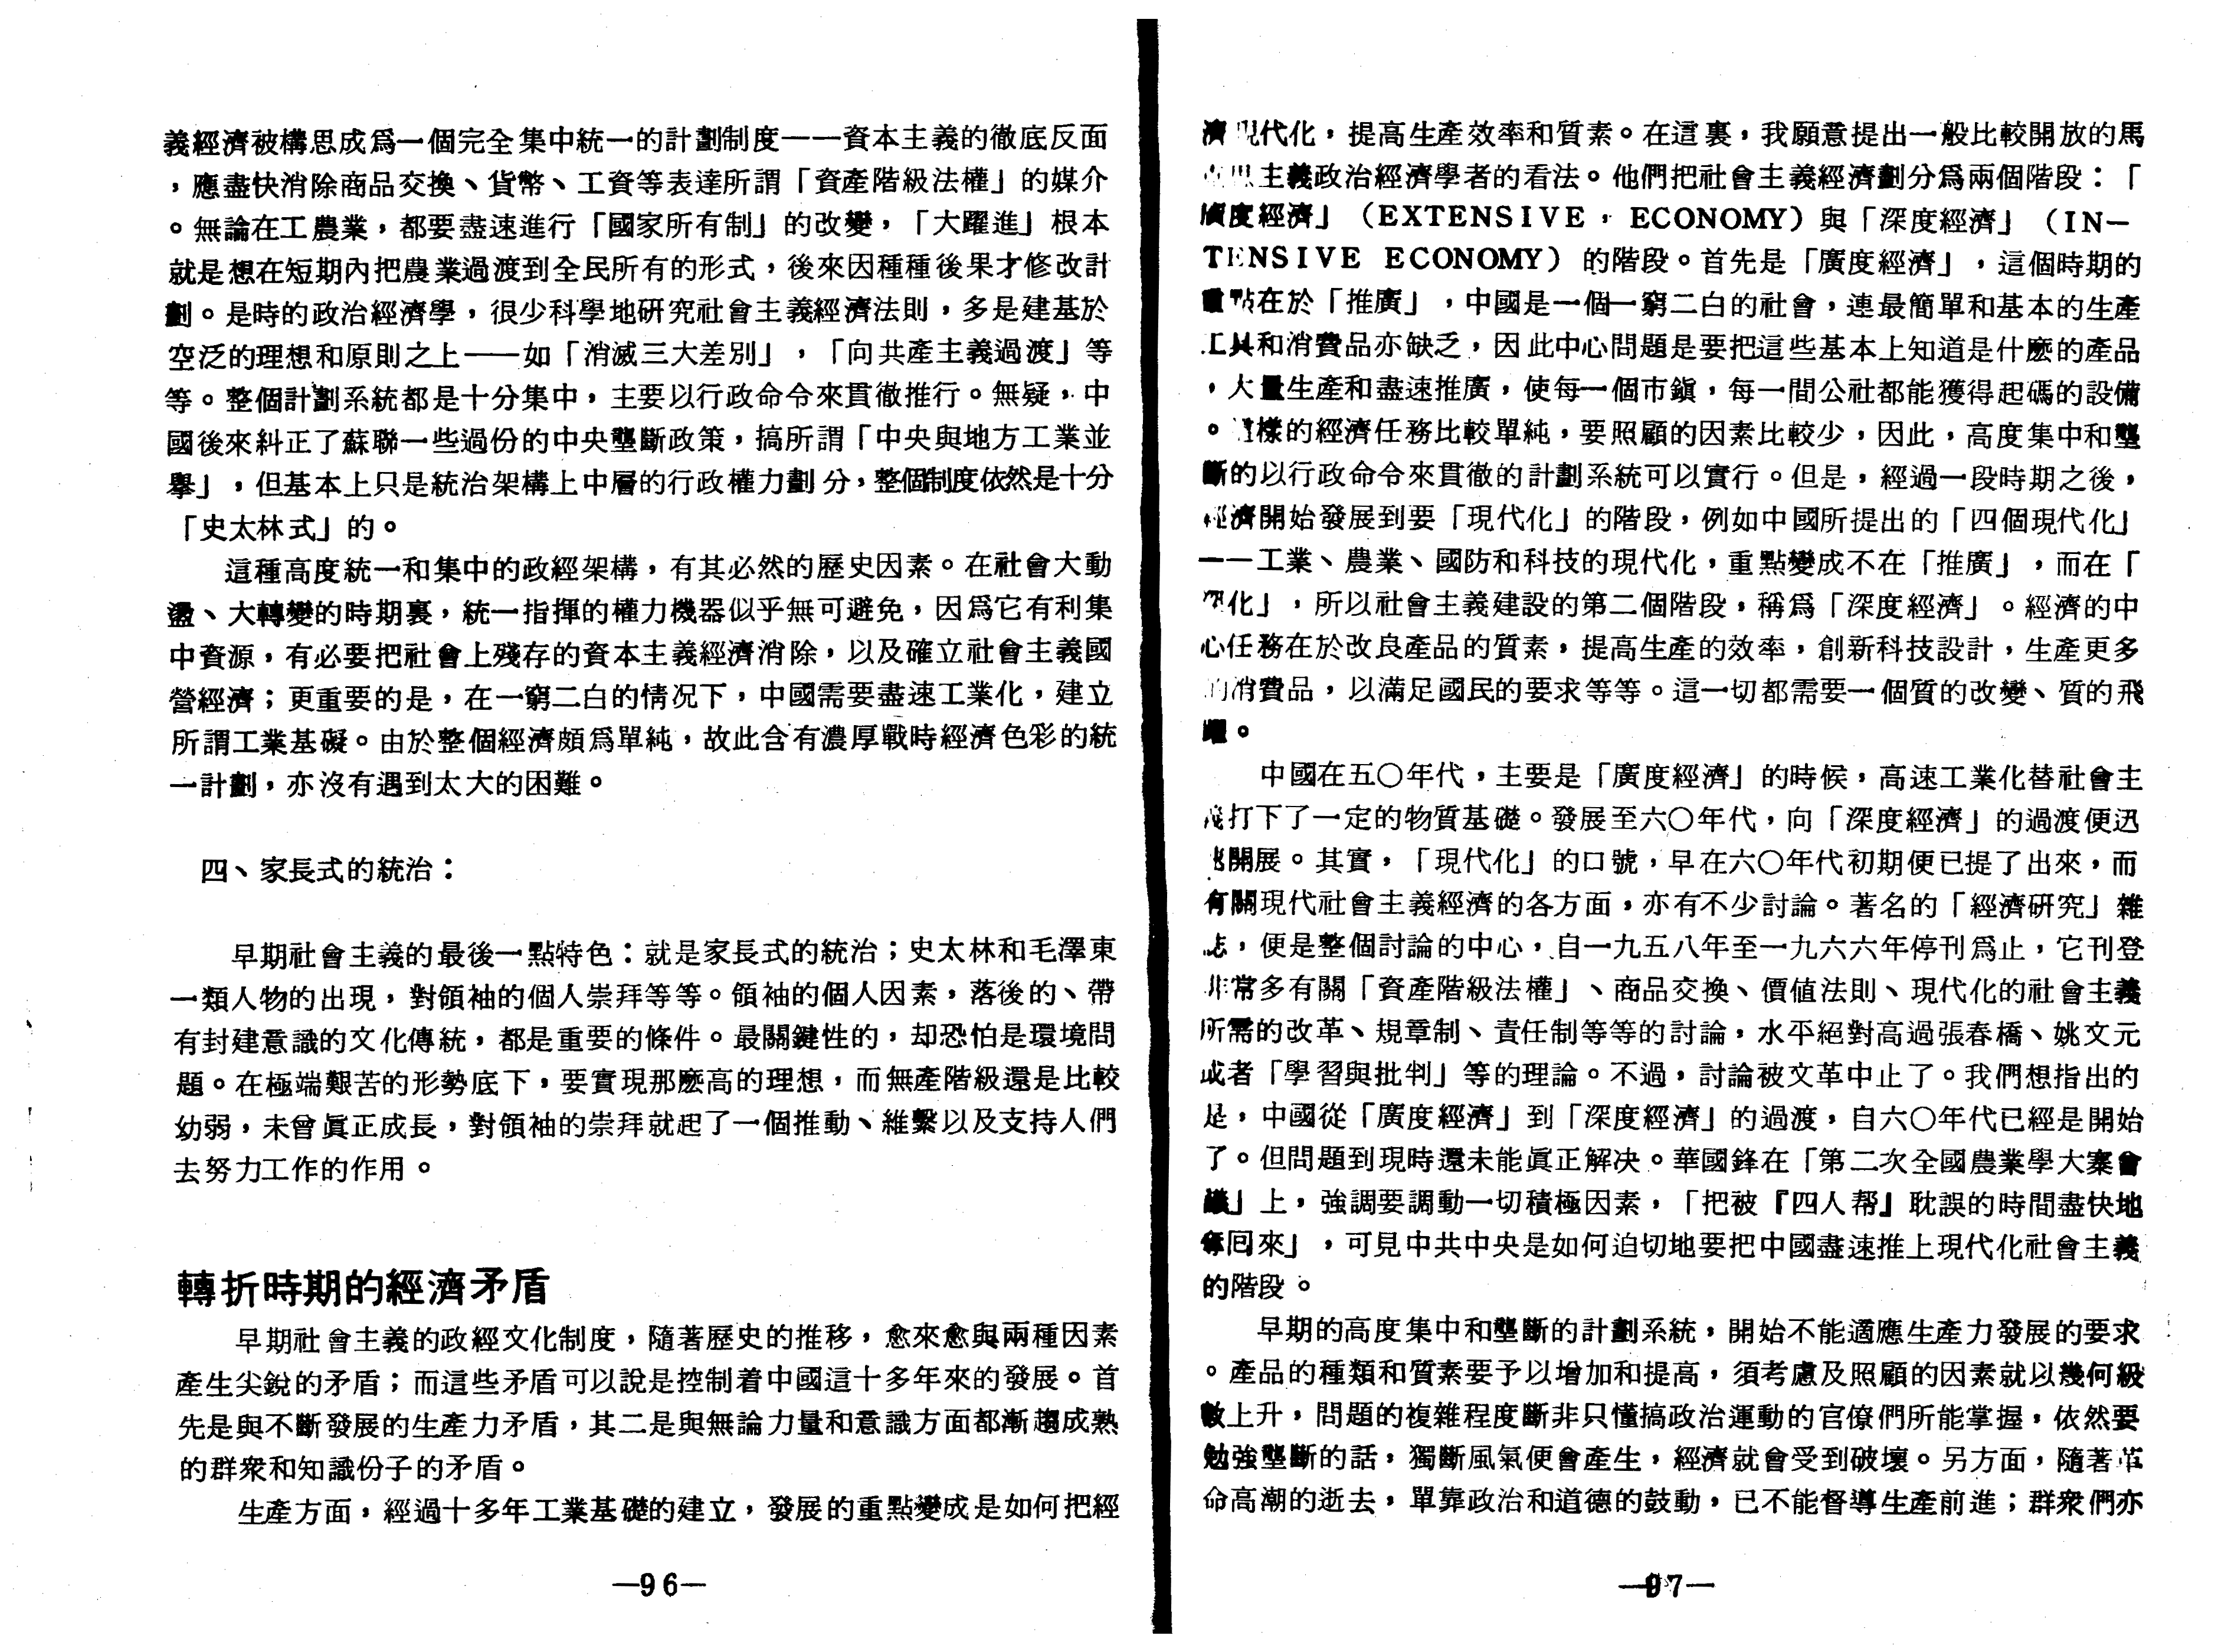 義經濟被構思成爲一個完全集中統一的計劃制度——資本主義的徹底反面
，應盡快消除商品交換、貨幣、工資等表達所謂「資產階級法權」的媒介
。無論在工農業，都要盡速進行「國家所有制」的改變，「大躍進」根本
就是想在短期內把農業過渡到全民所有的形式，後來因種種後果才修改計
劃。是時的政治經濟學，很少科學地研究社會主義經濟法則，多是建基於
空泛的理想和原則之上——如「消滅三大差別」，「向共產主義過渡」等
等。整個計劃系統都是十分集中，主要以行政命令來貫徹推行。無疑，中
國後來糾正了蘇聯一些過份的中央壟斷政策，搞所謂「中央與地方工業並
舉」，但基本上只是統治架構上中層的行政權力劃分，整個制度依然是十分
「史太林式」的。
這種高度統一和集中的政經架構，有其必然的歷史因素。在社會大動
盪、大轉變的時期裏，統一指揮的權力機器似乎無可避免，因爲它有利集
中資源，有必要把社會上殘存的資本主義經濟消除，以及確立社會主義國
營經濟；更重要的是，在一窮二白的情况下，中國需要盡速工業化，建立
所謂工業基礎。由於整個經濟頗爲單純，故此含有濃厚戰時經濟色彩的統
一計劃，亦沒有遇到太大的困難。
四、家長式的統治：
早期社會主義的最後一點特色：就是家長式的統治；史太林和毛澤東
一類人物的出現，對領袖的個人崇拜等等。領袖的個人因素，落後的、帶
有封建意識的文化傳統，都是重要的條件。最關鍵性的，却恐怕是環境問
題。在極端艱苦的形勢底下，要實現那麽高的理想，而無產階級還是比較
幼弱，未曾眞正成長，對領袖的崇拜就起了一個推動、維繫以及支持人們
去努力工作的作用。
轉折時期的經濟矛盾
早期社會主義的政經文化制度，隨著歷史的推移，愈來愈與兩種因素
產生尖銳的矛盾；而這些矛盾可以說是控制着中國這十多年來的發展。首
先是與不斷發展的生產力矛盾，其二是與無論力量和意識方面都漸趨成熟
的群衆和知識份子的矛盾。
生產方面，經過十多年工業基礎的建立，發展的重點變成是如何把經
—96—
濟現代化，提高生產效率和質素。在這裏，我願意提出一般比較開放的馬
克思主義政治經濟學者的看法。他們把社會主義經濟劃分爲兩個階段：「
廣度經濟」（EXTENSIVE，ECONOMY）與「深度經濟」（IN—
TENSIVE ECONOMY）的階段。首先是「廣度經濟」，這個時期的
重點在於「推廣」，中國是一個一窮二白的社會，連最簡單和基本的生產
工具和消費品亦缺乏，因此中心問題是要把這些基本上知道是什麽的產品
，大量生產和盡速推廣，使每一個市鎭，每一間公社都能獲得起碼的設備
。這樣的經濟任務比較單純，要照顧的因素比較少，因此，高度集中和壟
斷的以行政命令來貫徹的計劃系統可以實行。但是，經過一段時期之後，
經濟開始發展到要「現代化」的階段，例如中國所提出的「四個現代化」
——工業、農業、國防和科技的現代化，重點變成不在「推廣」，而在「
深化」，所以社會主義建設的第二個階段，稱爲「深度經濟」。經濟的中
心任務在於改良產品的質素，提高生產的效率，創新科技設計，生產更多
的消費品，以滿足國民的要求等等。這一切都需要一個質的改變、質的飛
躍。
中國在五〇年代，主要是「廣度經濟」的時候，高速工業化替社會主
義打下了一定的物質基礎。發展至六〇年代，向「深度經濟」的過渡便迅
速開展。其實，「現代化」的口號，早在六〇年代初期便已提了出來，而
有關現代社會主義經濟的各方面，亦有不少討論。著名的「經濟研究」雜
誌，便是整個討論的中心，自一九五八年至一九六六年停刊爲止，它刊登
非常多有關「資產階級法權」、商品交換、價值法則、現代化的社會主義
所需的改革、規章制、責任制等等的討論，水平絕對高過張春橋、姚文元
或者「學習與批判」等的理論。不過，討論被文革中止了。我們想指出的
是，中國從「廣度經濟」到「深度經濟」的過渡，自六〇年代已經是開始
了。但問題到現時還未能眞正解決。華國鋒在「第二次全國農業學大寨會
議」上，強調要調動一切積極因素，「把被『四人帮』耽誤的時間盡快地
奪回來」，可見中共中央是如何迫切地要把中國盡速推上現代化社會主義
的階段。
早期的高度集中和壟斷的計劃系統，開始不能適應生產力發展的要求
。產品的種類和質素要予以增加和提高，須考慮及照顧的因素就以幾何級
數上升，問題的複雜程度斷非只懂搞政治運動的官僚們所能掌握，依然要
勉強壟斷的話，獨斷風氣便會產生，經濟就會受到破壞。另方面，隨著革
命高潮的逝去，單靠政治和道德的鼓動，已不能督導生產前進；群衆們亦
—97—